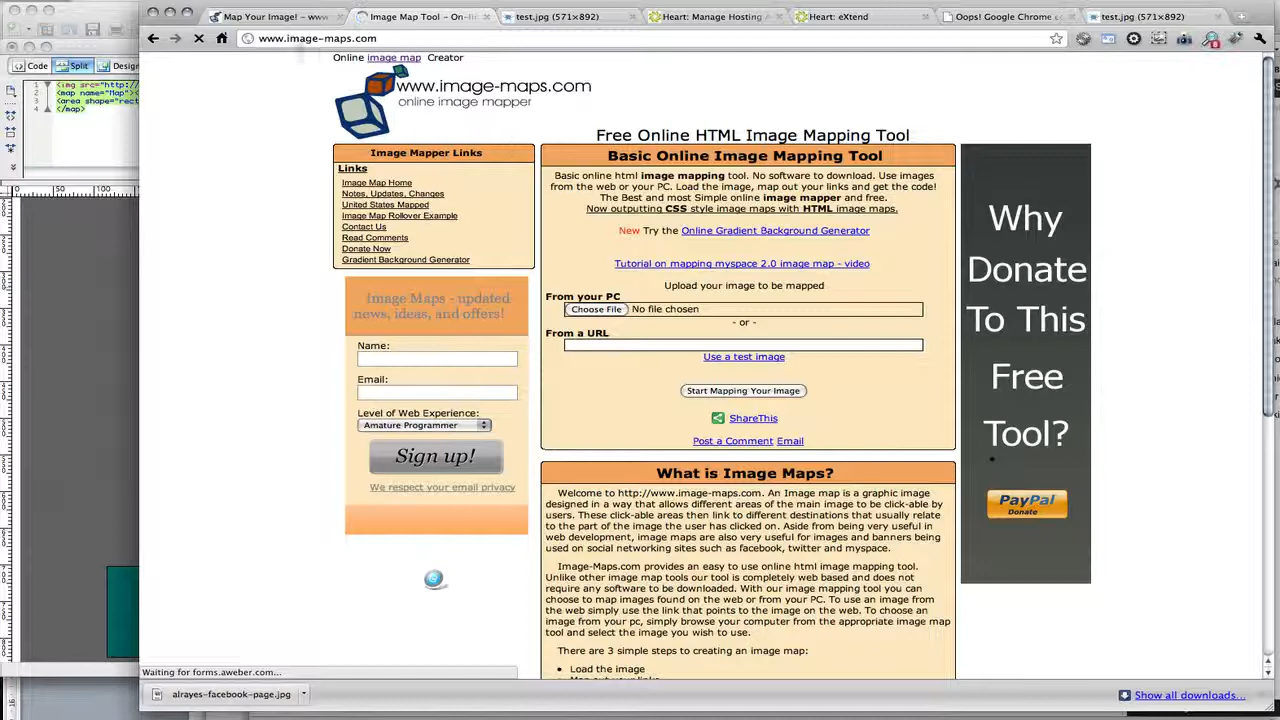 Map Your Image! – www
Image Map Tool – On-li
test.jpg (571×892)
Heart: Manage Hosting
Heart: eXtend
Oops! Google Chrome c
test.jpg (571×892)
www.image-maps.com
Code Split Design
<img src="http:/
<map name="Map">
<area shape="rect
</map>
Online image map Creator
www.image-maps.com
online image mapper
Free Online HTML Image Mapping Tool
Image Mapper Links
Links
Image Map Home
Notes, Updates, Changes
United States Mapped
Image Map Rollover Example
Contact Us
Read Comments
Donate Now
Gradient Background Generator
Image Maps - updated
news, ideas, and offers!
Name:
Email:
Level of Web Experience:
Amature Programmer
Sign up!
We respect your email privacy
Basic Online Image Mapping Tool
Basic online html image mapping tool. No software to download. Use images
from the web or your PC. Load the image, map out your links and get the code!
The Best and most Simple online image mapper and free.
Now outputting CSS style image maps with HTML image maps.
New Try the Online Gradient Background Generator
Tutorial on mapping myspace 2.0 image map - video
Upload your image to be mapped
From your PC
Choose File No file chosen
- or -
From a URL
Use a test image
Start Mapping Your Image
ShareThis
Post a Comment Email
What is Image Maps?
Welcome to http://www.image-maps.com. An Image map is a graphic image
designed in a way that allows different areas of the main image to be click-able by
users. These click-able areas then link to different destinations that usually relate
to the part of the image the user has clicked on. Aside from being very useful in
web development, image maps are also very useful for images and banners being
used on social networking sites such as facebook, twitter and myspace.
Image-Maps.com provides an easy to use online html image mapping tool.
Unlike other image map tools our tool is completely web based and does not
require any software to be downloaded. With our image mapping tool you can
choose to map images found on the web or from your PC. To use an image from
the web simply use the link that points to the image on the web. To choose an
image from your pc, simply browse your computer from the appropriate image map
tool and select the image you wish to use.
There are 3 simple steps to creating an image map:
• Load the image
Why
Donate
To This
Free
Tool?
PayPal
Donate
Waiting for forms.aweber.com...
alrayes-facebook-page.jpg
Show all downloads...